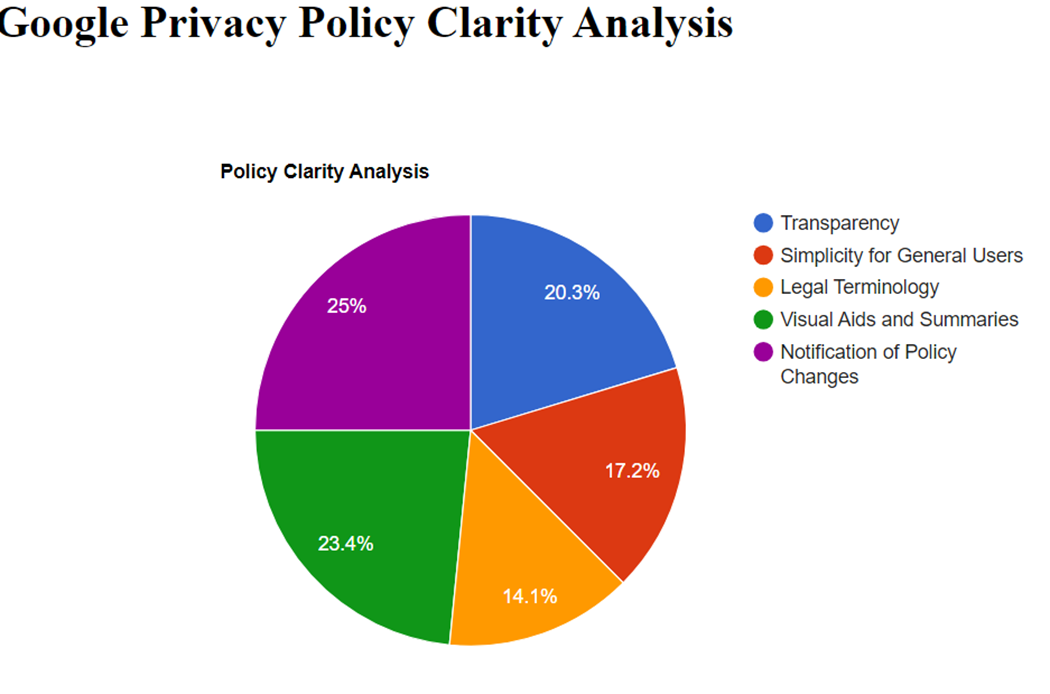 Google Privacy Policy Clarity Analysis
Policy Clarity Analysis
Transparency
Simplicity for General Users
Legal Terminology
Visual Aids and Summaries
Notification of Policy
Changes
25%
20.3%
17.2%
23.4%
14.1%